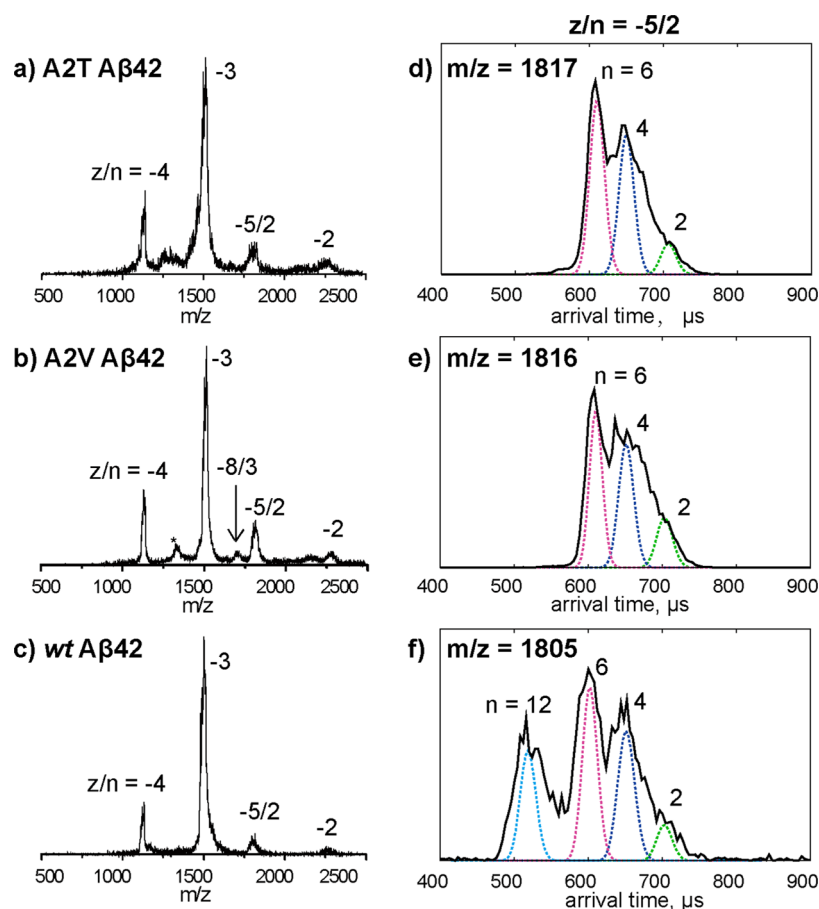 z/n = -5/2
a) A2T Aβ42
-3
z/n = -4
-5/2
-2
500 1000 1500 2000 2500
m/z
d) m/z = 1817
n = 6
4
2
400 500 600 700 800 900
arrival time, μs
b) A2V Aβ42
-3
z/n = -4
-8/3
-5/2
*
-2
500 1000 1500 2000 2500
m/z
e) m/z = 1816
n = 6
4
2
400 500 600 700 800 900
arrival time, μs
c) wt Aβ42
-3
z/n = -4
-5/2
-2
500 1000 1500 2000 2500
m/z
f) m/z = 1805
n = 12
6
4
2
400 500 600 700 800 900
arrival time, μs